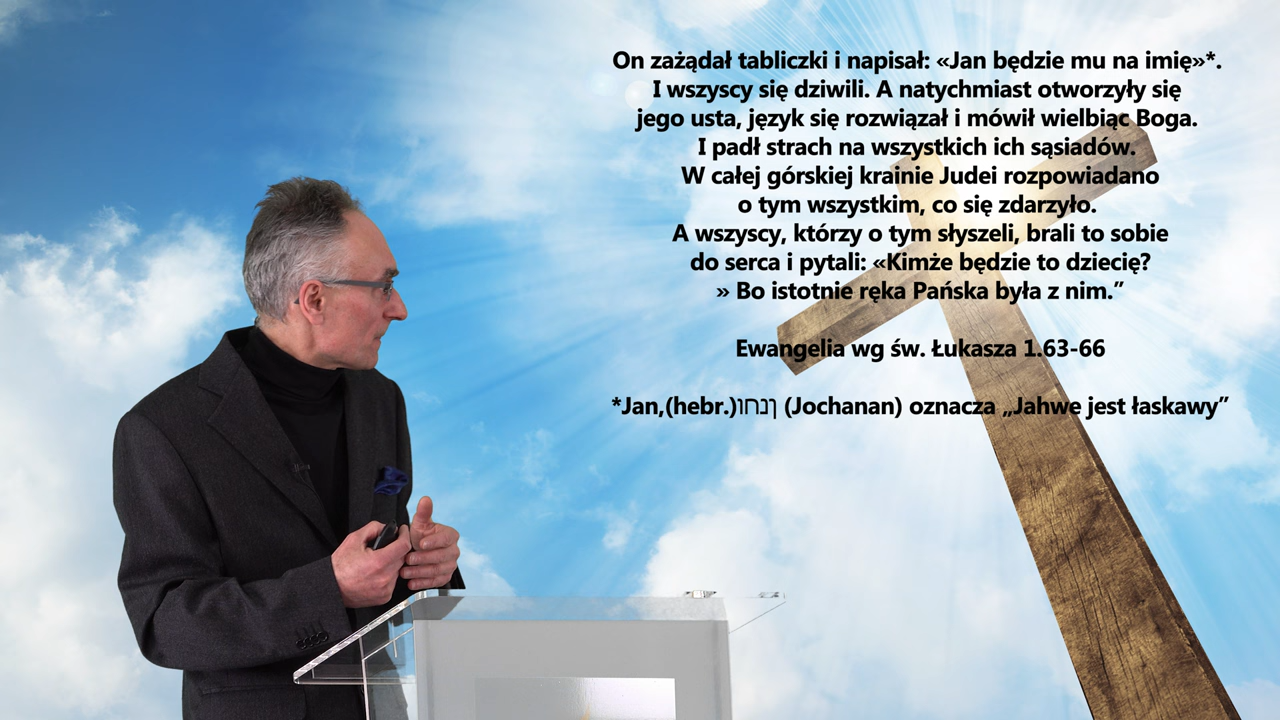 On zażądał tabliczki i napisał: «Jan będzie mu na imię»*.
I wszyscy się dziwili. A natychmiast otworzyły się
jego usta, język się rozwiązał i mówił wielbiąc Boga.
I padł strach na wszystkich ich sąsiadów.
W całej górskiej krainie Judei rozpowiadano
o tym wszystkim, co się zdarzyło.
A wszyscy, którzy o tym słyszeli, brali to sobie
do serca i pytali: «Kimże będzie to dziecię?
» Bo istotnie ręka Pańska była z nim.”
Ewangelia wg św. Łukasza 1.63-66
*Jan,(hebr.)ןנחו (Jochanan) oznacza „Jahwe jest łaskawy”